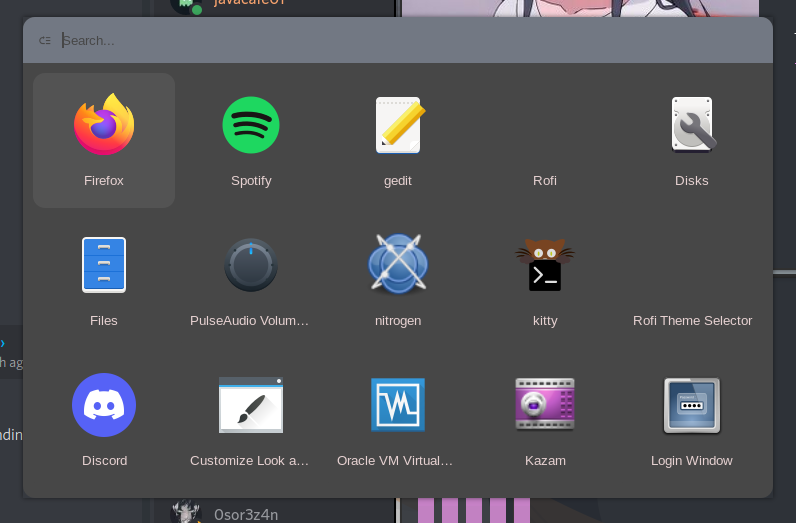 javacafe01
Search...
Firefox
Spotify
gedit
Rofi
Disks
Files
PulseAudio Volum...
nitrogen
kitty
Rofi Theme Selector
h ag
ndin
Discord
Customize Look a...
Oracle VM Virtual...
Kazam
Login Window
0sor3z4n